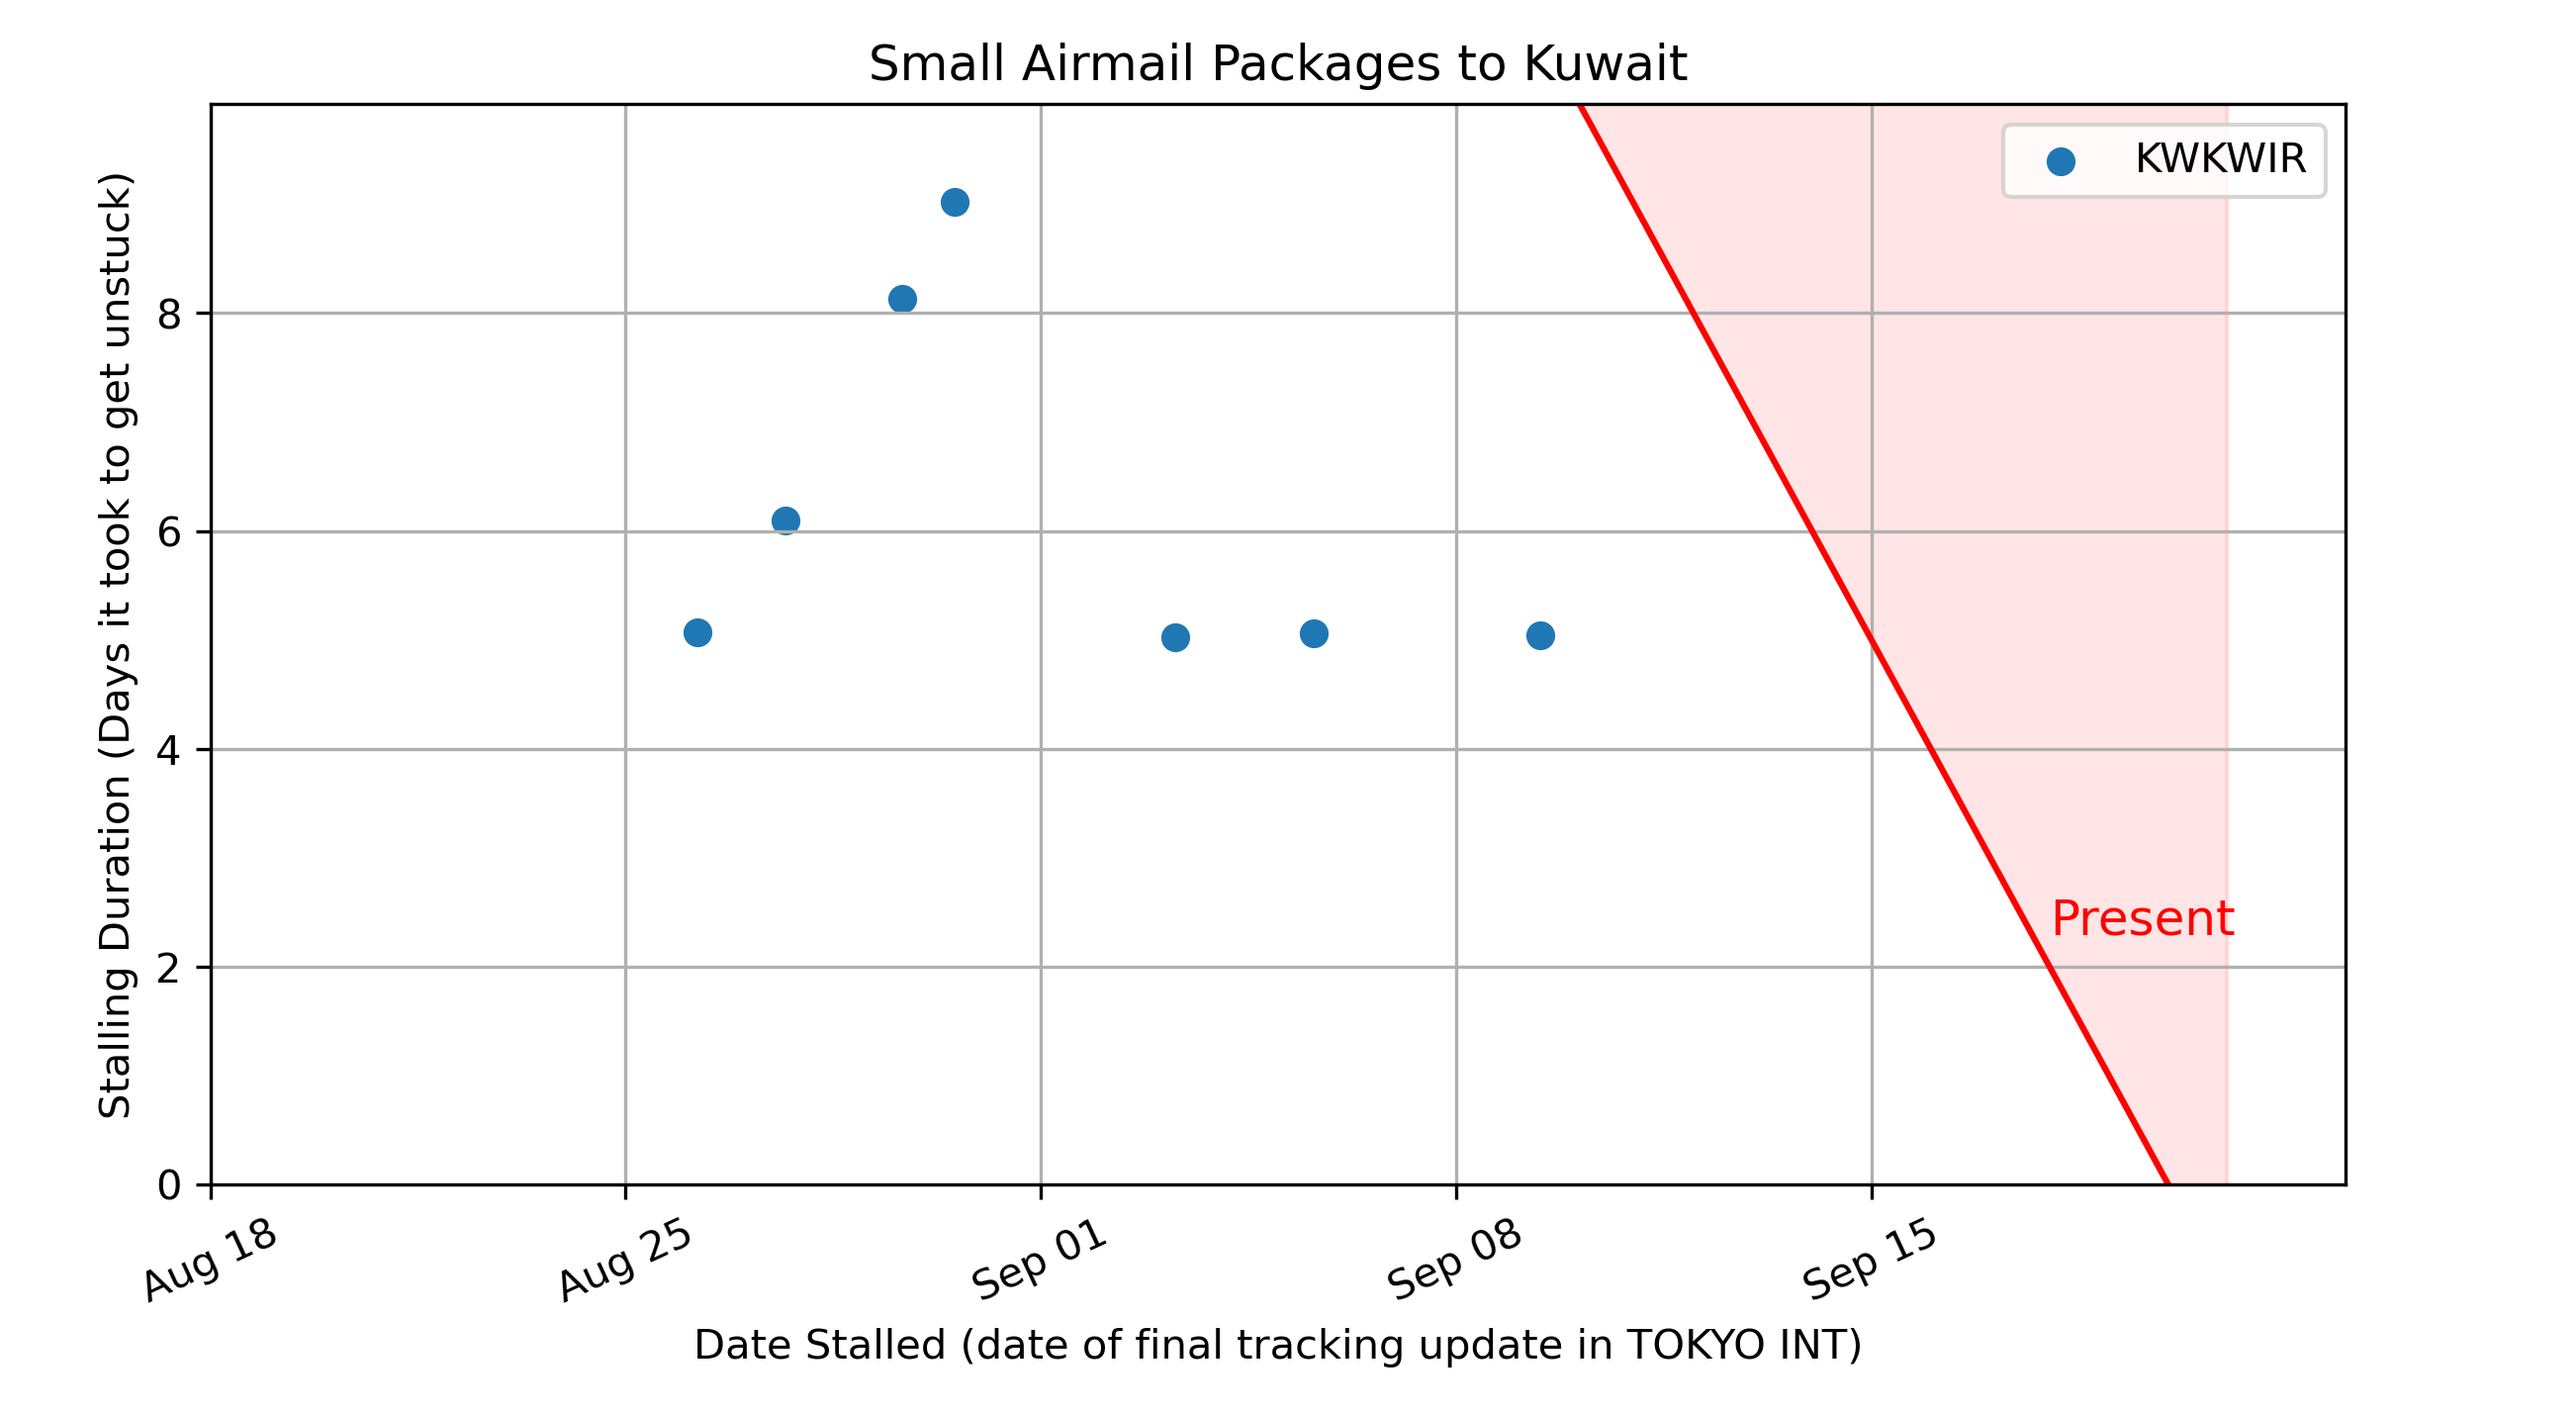 Small Airmail Packages to Kuwait
KWKWIR
Stalling Duration (Days it took to get unstuck)
8
6
4
2
0
Present
Aug 18
Aug 25
Sep 01
Sep 08
Sep 15
Date Stalled (date of final tracking update in TOKYO INT)